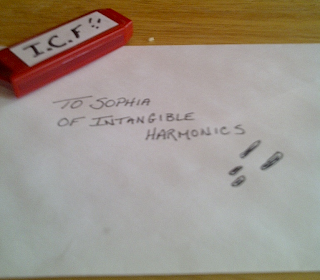 I.C.F!!
TO SOPHIA
OF INTANGIBLE
HARMONICS
!!